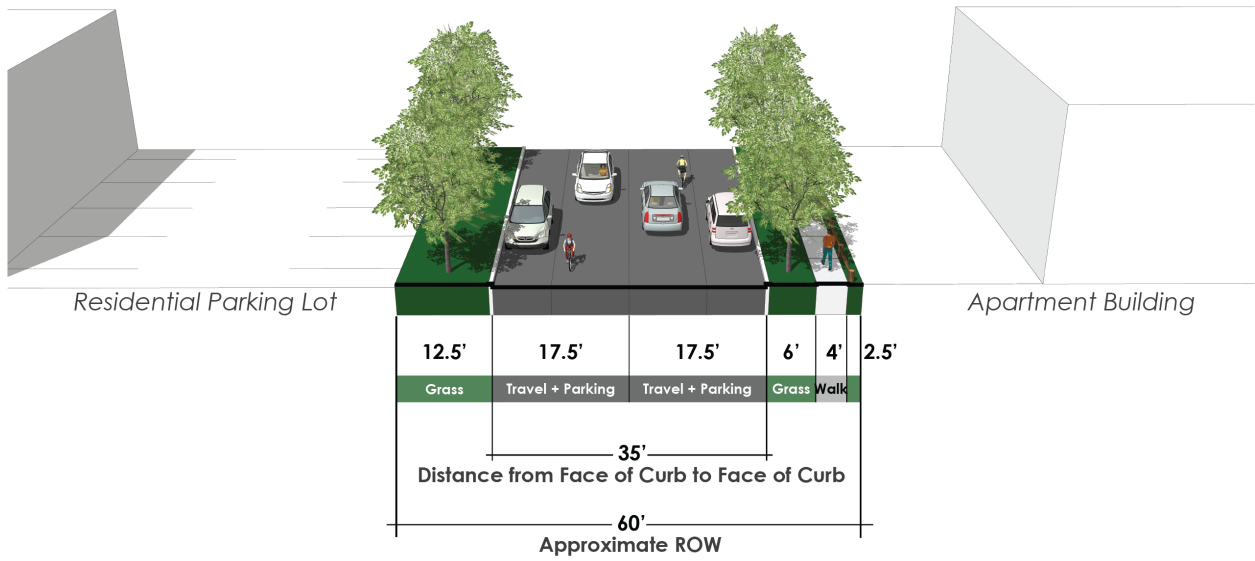 Residential Parking Lot
Apartment Building
12.5’ 17.5’ 17.5’ 6’ 4’ 2.5’
Grass Travel + Parking Travel + Parking Grass Walk
35’
Distance from Face of Curb to Face of Curb
60’
Approximate ROW